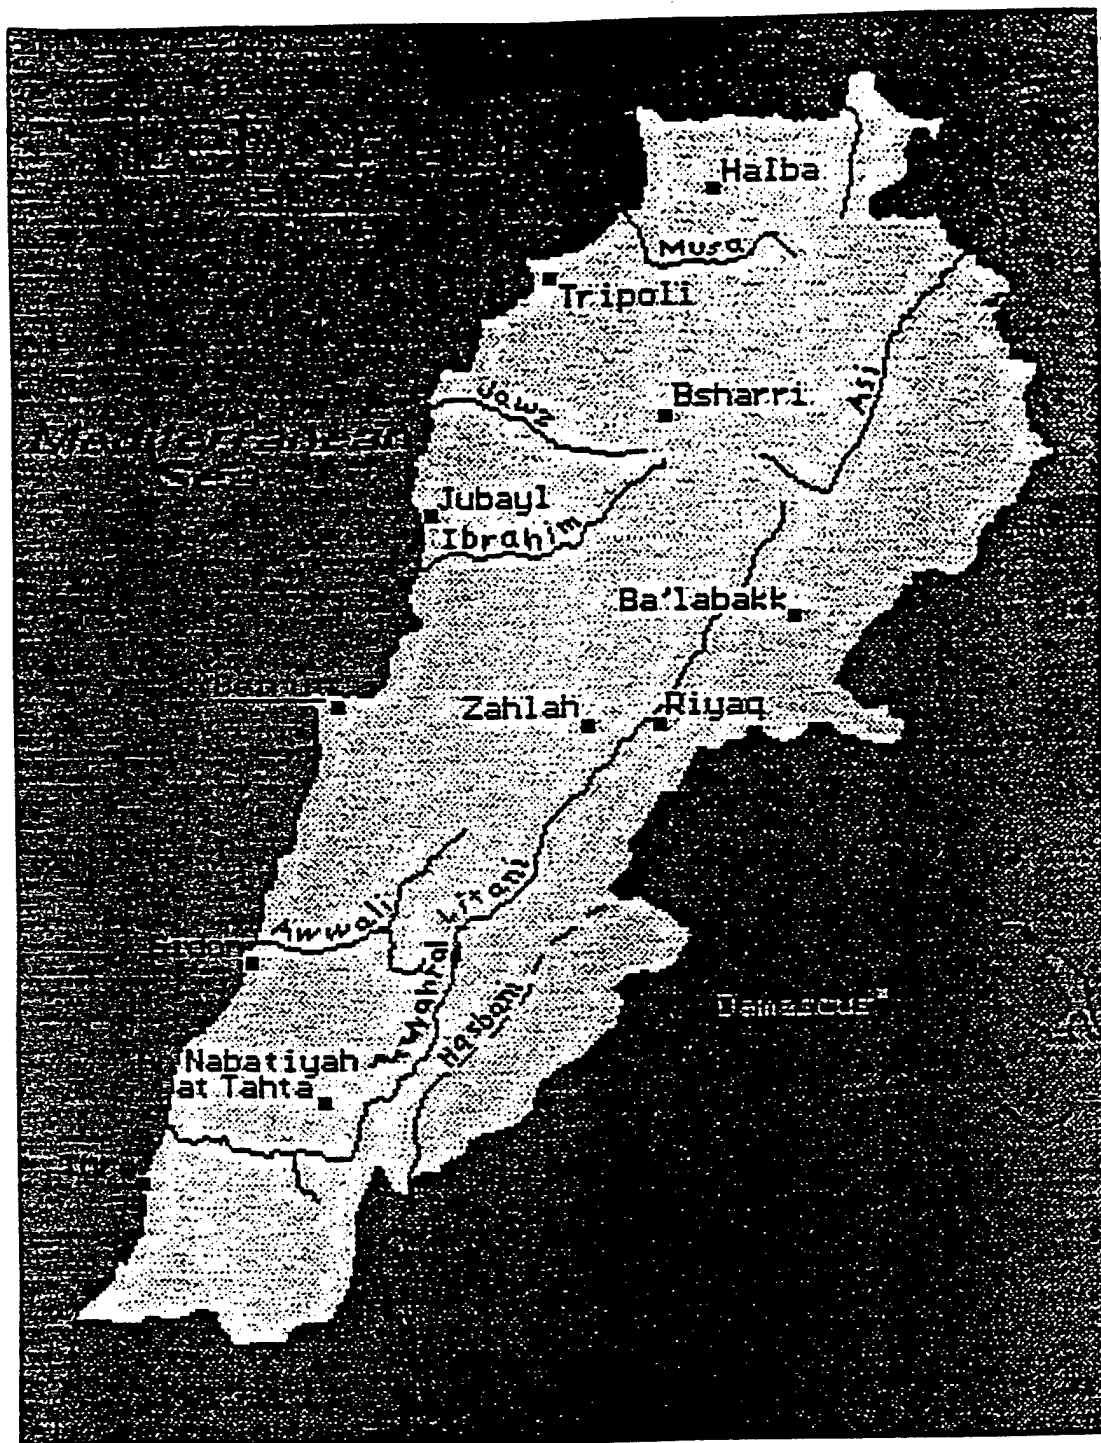 Halba
Musa
Tripoli
Asi
Jawz
Bsharri
Mediterranean
Jubayl
Ibrahim
Ba'labakk
Zahlah
Riyaq
Litani
Awwali
Hasbani
Damascus
Nabatiyah
at Tahta